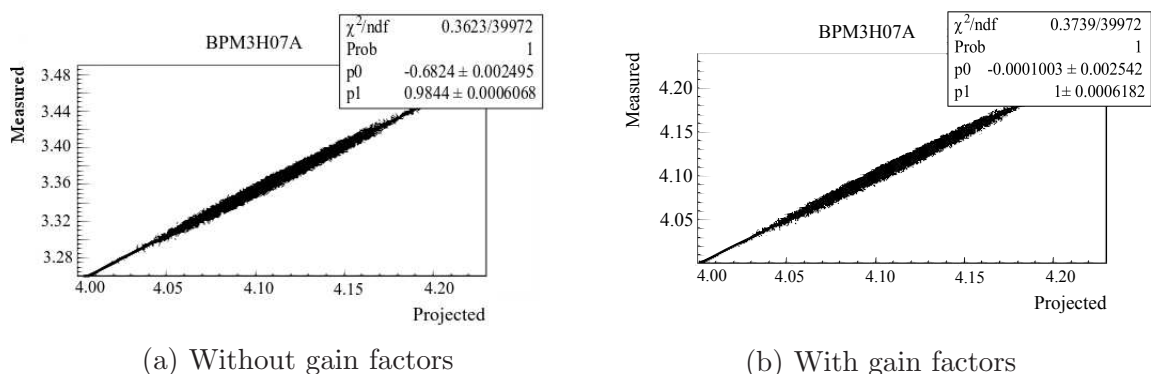 BPM3H07A
χ²/ndf 0.3623/39972
Prob 1
p0 -0.6824 ± 0.002495
p1 0.9844 ± 0.0006068
Measured
3.48
3.44
3.40
3.36
3.32
3.28
4.00 4.05 4.10 4.15 4.20
Projected
(a) Without gain factors
BPM3H07A
χ²/ndf 0.3739/39972
Prob 1
p0 -0.0001003 ± 0.002542
p1 1± 0.0006182
Measured
4.20
4.15
4.10
4.05
4.00 4.05 4.10 4.15 4.20
Projected
(b) With gain factors